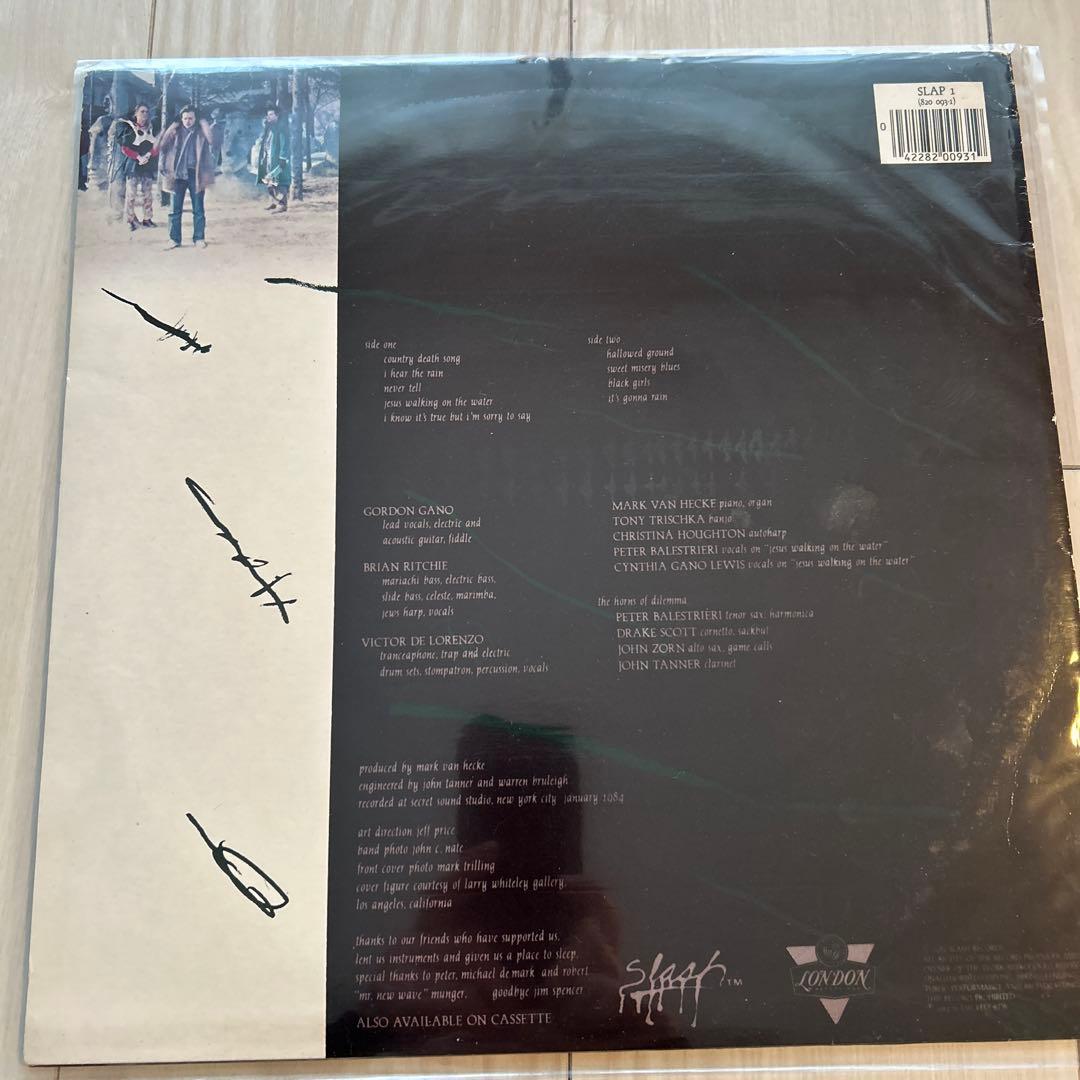 SLAP 1
(820 093-1)
0
42282 00931
side one
country death song
i hear the rain
never tell
jesus walking on the water
i know it's true but i'm sorry to say
side two
hallowed ground
sweet misery blues
black girls
it's gonna rain
GORDON GANO
lead vocals, electric and
acoustic guitar, fiddle
BRIAN RITCHIE
mariachi bass, electric bass,
slide bass, celeste, marimba,
jews harp, vocals
VICTOR DE LORENZO
tranceaphone, trap and electric
drum sets, stompatron, percussion, vocals
MARK VAN HECKE piano, organ
TONY TRISCHKA banjo
CHRISTINA HOUGHTON autoharp
PETER BALESTRIERI vocals on "jesus walking on the water"
CYNTHIA GANO LEWIS vocals on "jesus walking on the water"
the horns of dilemma
PETER BALESTRIERI tenor sax, harmonica
DRAKE SCOTT cornetto, sackbut
JOHN ZORN alto sax, game calls
JOHN TANNER clarinet
produced by mark van hecke
engineered by john tanner and warren bruleigh
recorded at secret sound studio, new york city january 1984
art direction jeff price
band photo john c. nate
front cover photo mark trilling
cover figure courtesy of larry whiteley gallery,
los angeles, california
thanks to our friends who have supported us,
lent us instruments and given us a place to sleep.
special thanks to peter, michael de mark and robert
"mr. new wave" munger. goodbye jim spencer
ALSO AVAILABLE ON CASSETTE
Slash TM
LONDON